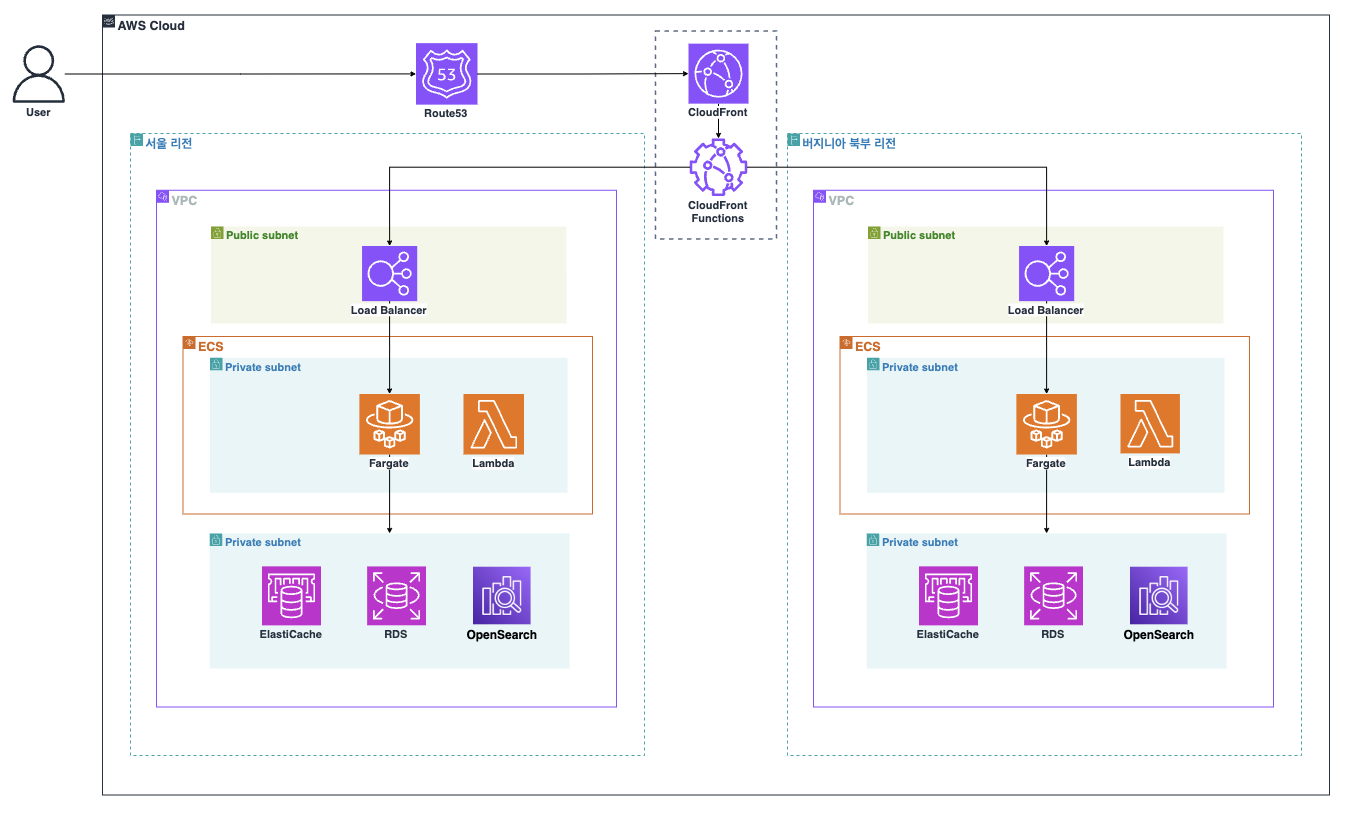 AWS Cloud
User
53
Route53
CloudFront
CloudFront
Functions
서울 리전
VPC
Public subnet
Load Balancer
ECS
Private subnet
Fargate
Lambda
Private subnet
ElastiCache
RDS
OpenSearch
버지니아 북부 리전
VPC
Public subnet
Load Balancer
ECS
Private subnet
Fargate
Lambda
Private subnet
ElastiCache
RDS
OpenSearch